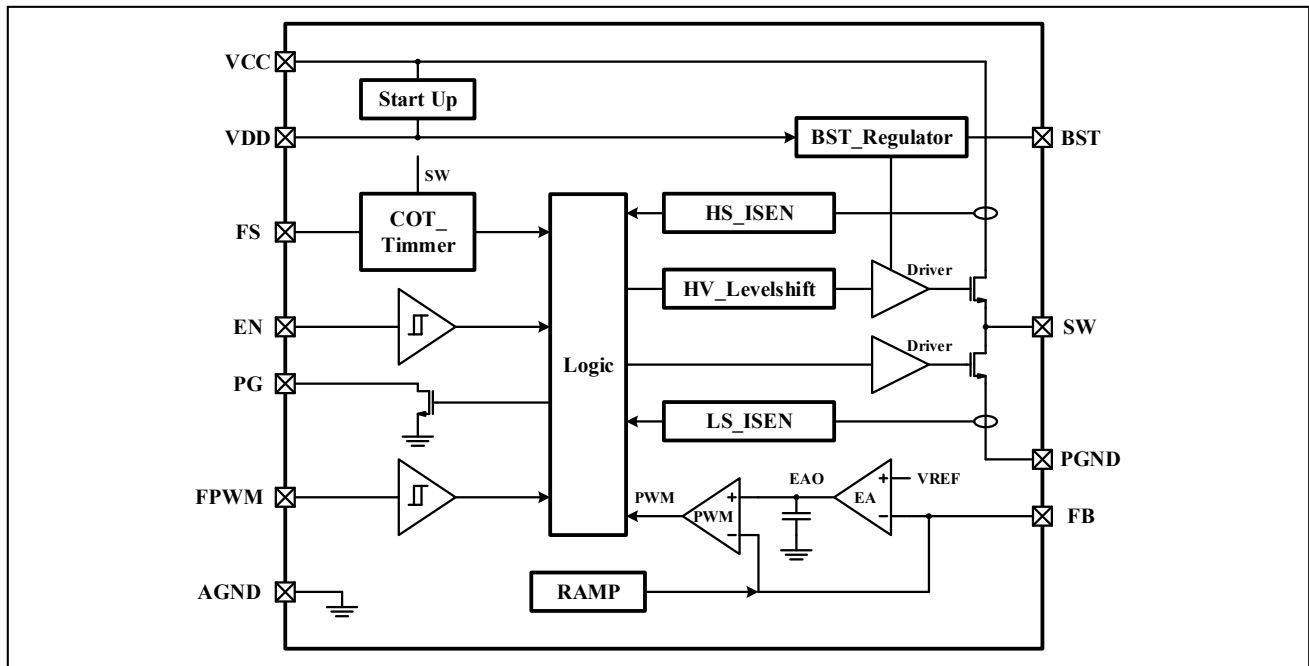 VCC
Start Up
VDD
BST_Regulator
BST
SW
COT_
Timmer
FS
HS_ISEN
HV_Levelshift
Driver
EN
SW
Logic
Driver
PG
LS_ISEN
PGND
FPWM
PWM
+
PWM
−
EAO
+
EA
−
VREF
FB
RAMP
AGND